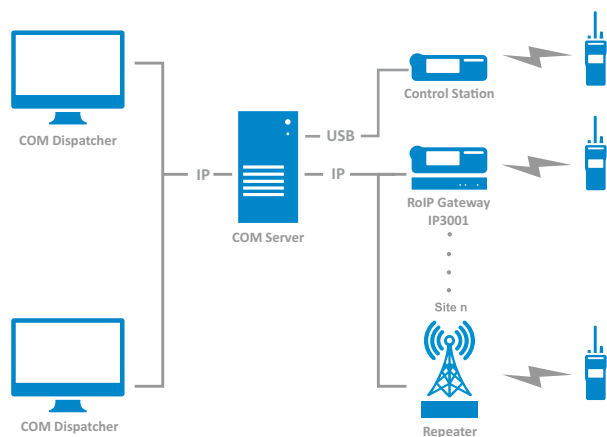 COM Dispatcher
IP
COM Server
USB
IP
Control Station
RoIP Gateway
IP3001
Site n
COM Dispatcher
Repeater